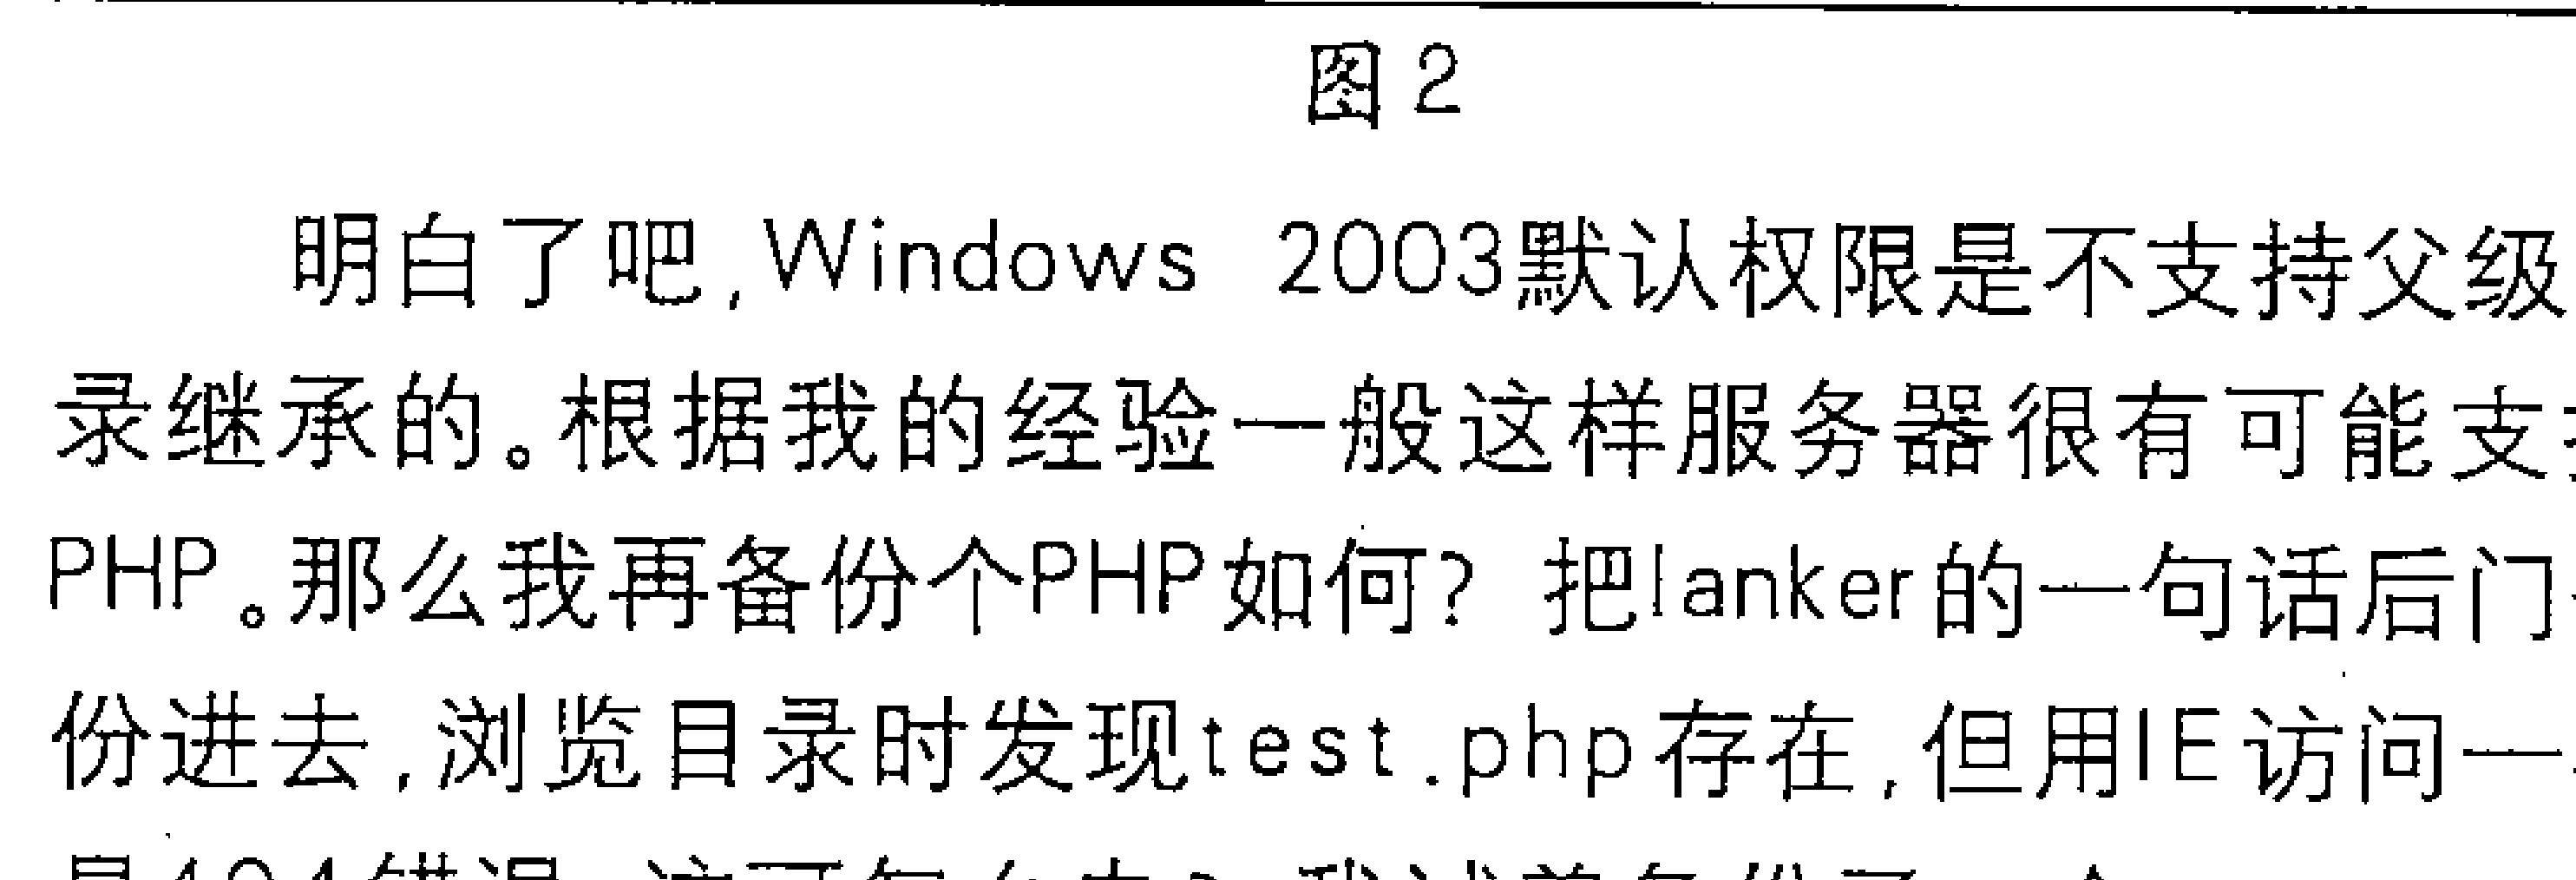 图2
明白了吧,Windows 2003默认权限是不支持父级
录继承的。根据我的经验一般这样服务器很有可能支
PHP。那么我再备份个PHP如何? 把lanker的一句话后门
份进去,浏览目录时发现test.php存在,但用IE访问一